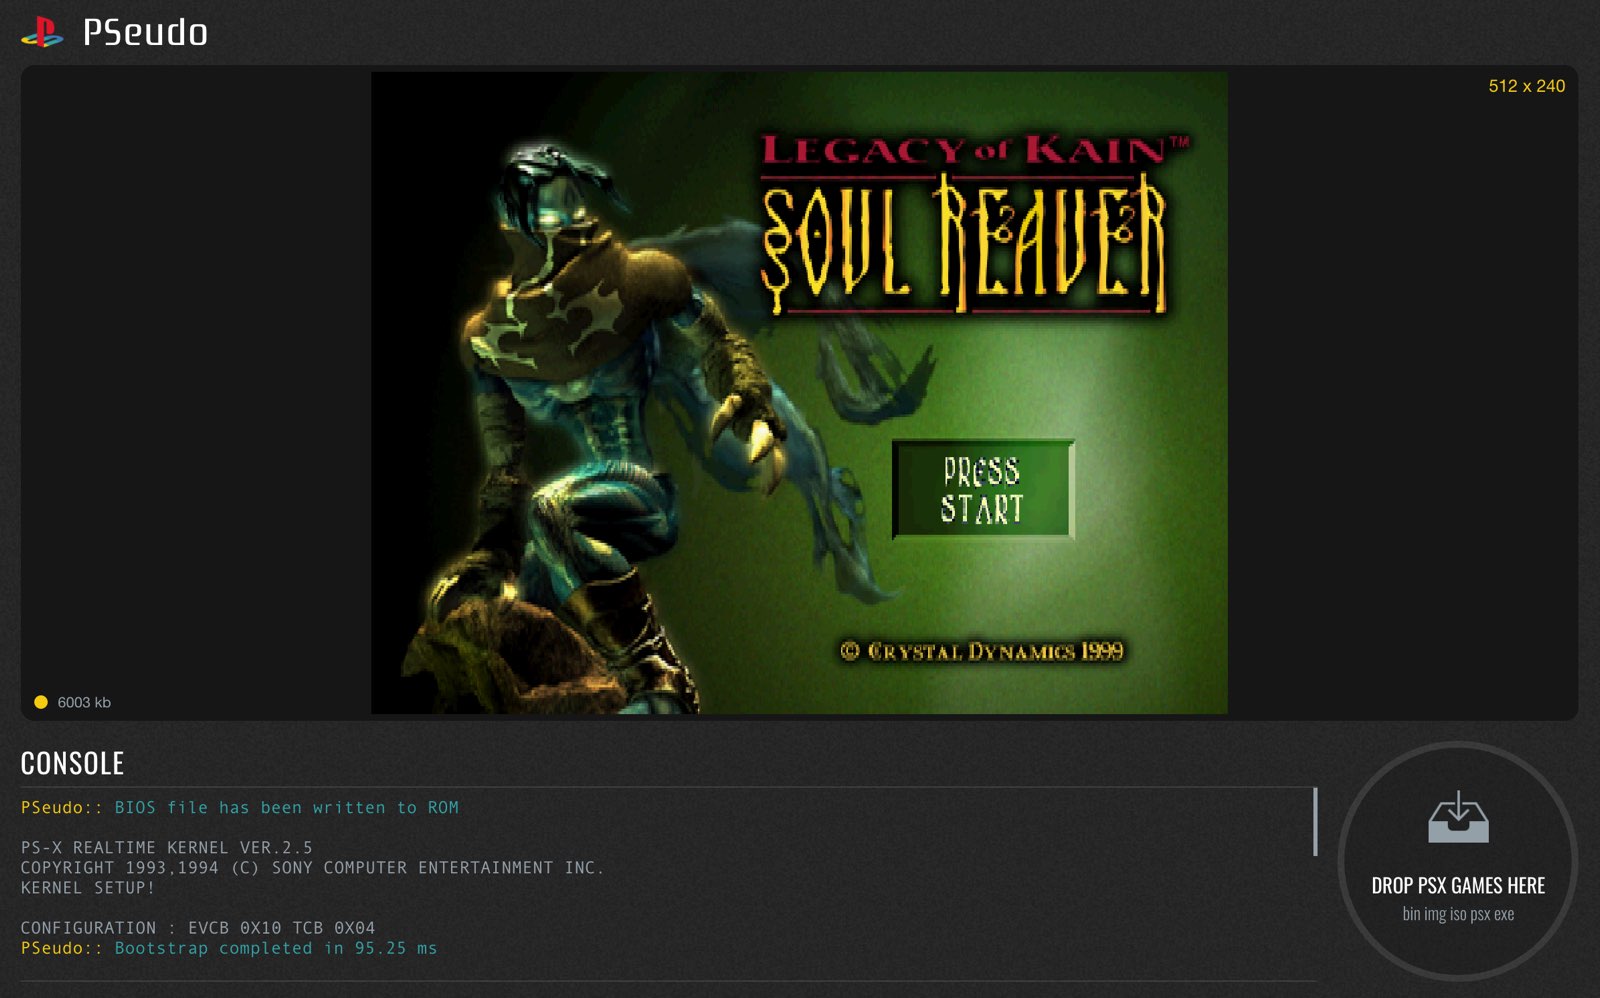 PSeudo
512 x 240
LEGACY of KAIN™
SOUL REAVER
PRESS
START
© CRYSTAL DYNAMICS 1999
6003 kb
CONSOLE
PSeudo:: BIOS file has been written to ROM
PS-X REALTIME KERNEL VER.2.5
COPYRIGHT 1993,1994 (C) SONY COMPUTER ENTERTAINMENT INC.
KERNEL SETUP!
CONFIGURATION : EVCB 0X10 TCB 0X04
PSeudo:: Bootstrap completed in 95.25 ms
DROP PSX GAMES HERE
bin img iso psx exe